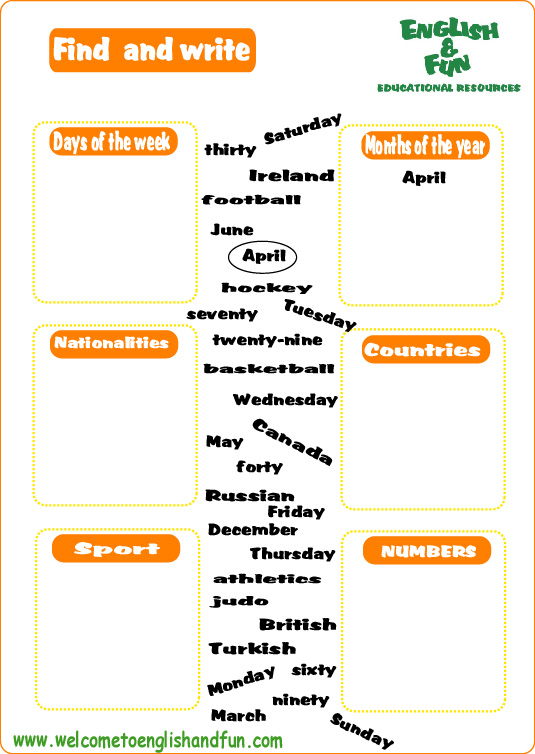 Find and write
ENGLISH
&
FUN
EDUCATIONAL RESOURCES
Days of the week
Months of the year
April
Saturday
thirty
Ireland
football
June
April
hockey
seventy
Tuesday
twenty-nine
Nationalities
Countries
basketball
Wednesday
May
Canada
forty
Russian
Friday
December
Sport
NUMBERS
Thursday
athletics
judo
British
Turkish
Monday
sixty
ninety
March
Sunday
www.welcometoenglishandfun.com